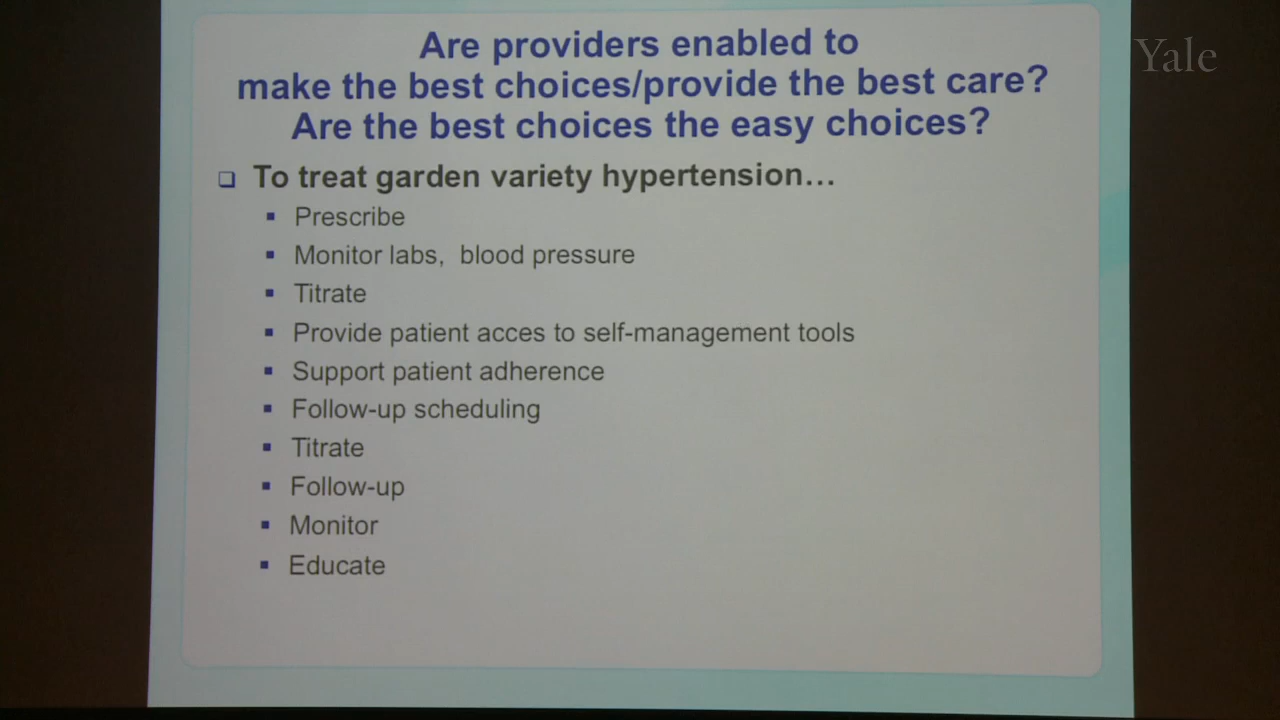 Yale
Are providers enabled to
make the best choices/provide the best care?
Are the best choices the easy choices?
To treat garden variety hypertension…
Prescribe
Monitor labs, blood pressure
Titrate
Provide patient acces to self-management tools
Support patient adherence
Follow-up scheduling
Titrate
Follow-up
Monitor
Educate